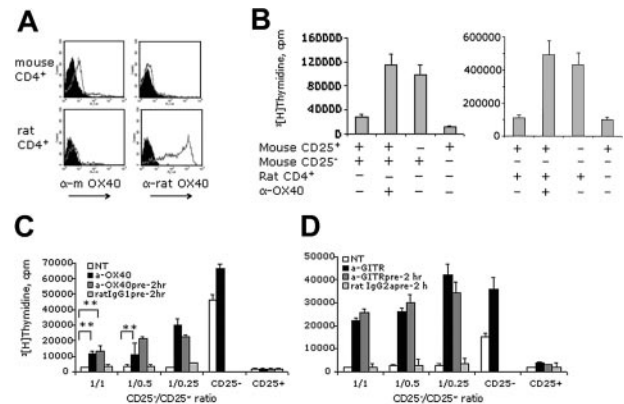 A
mouse
CD4+
rat
CD4+
α-m OX40
α-rat OX40
B
³[H]Thymidine, cpm
160000
120000
80000
40000
0
600000
400000
200000
0
Mouse CD25+ + + − +
Mouse CD25- + + + −
Rat CD4+ − − − −
α-OX40 − + − −
+ + − +
− − − −
+ + + −
− + − −
C
³[H]Thymidine, cpm
70000
60000
50000
40000
30000
20000
10000
0
NT
a-OX40
a-OX40pre-2hr
ratIgG1pre-2hr
**
**
**
1/1 1/0.5 1/0.25 CD25- CD25+
CD25-/CD25+ ratio
D
³[H]Thymidine, cpm
50000
40000
30000
20000
10000
0
NT
a-GITR
a-GITRpre-2 hr
rat IgG2apre-2 h
1/1 1/0.5 1/0.25 CD25- CD25+
CD25-/CD25+ ratio